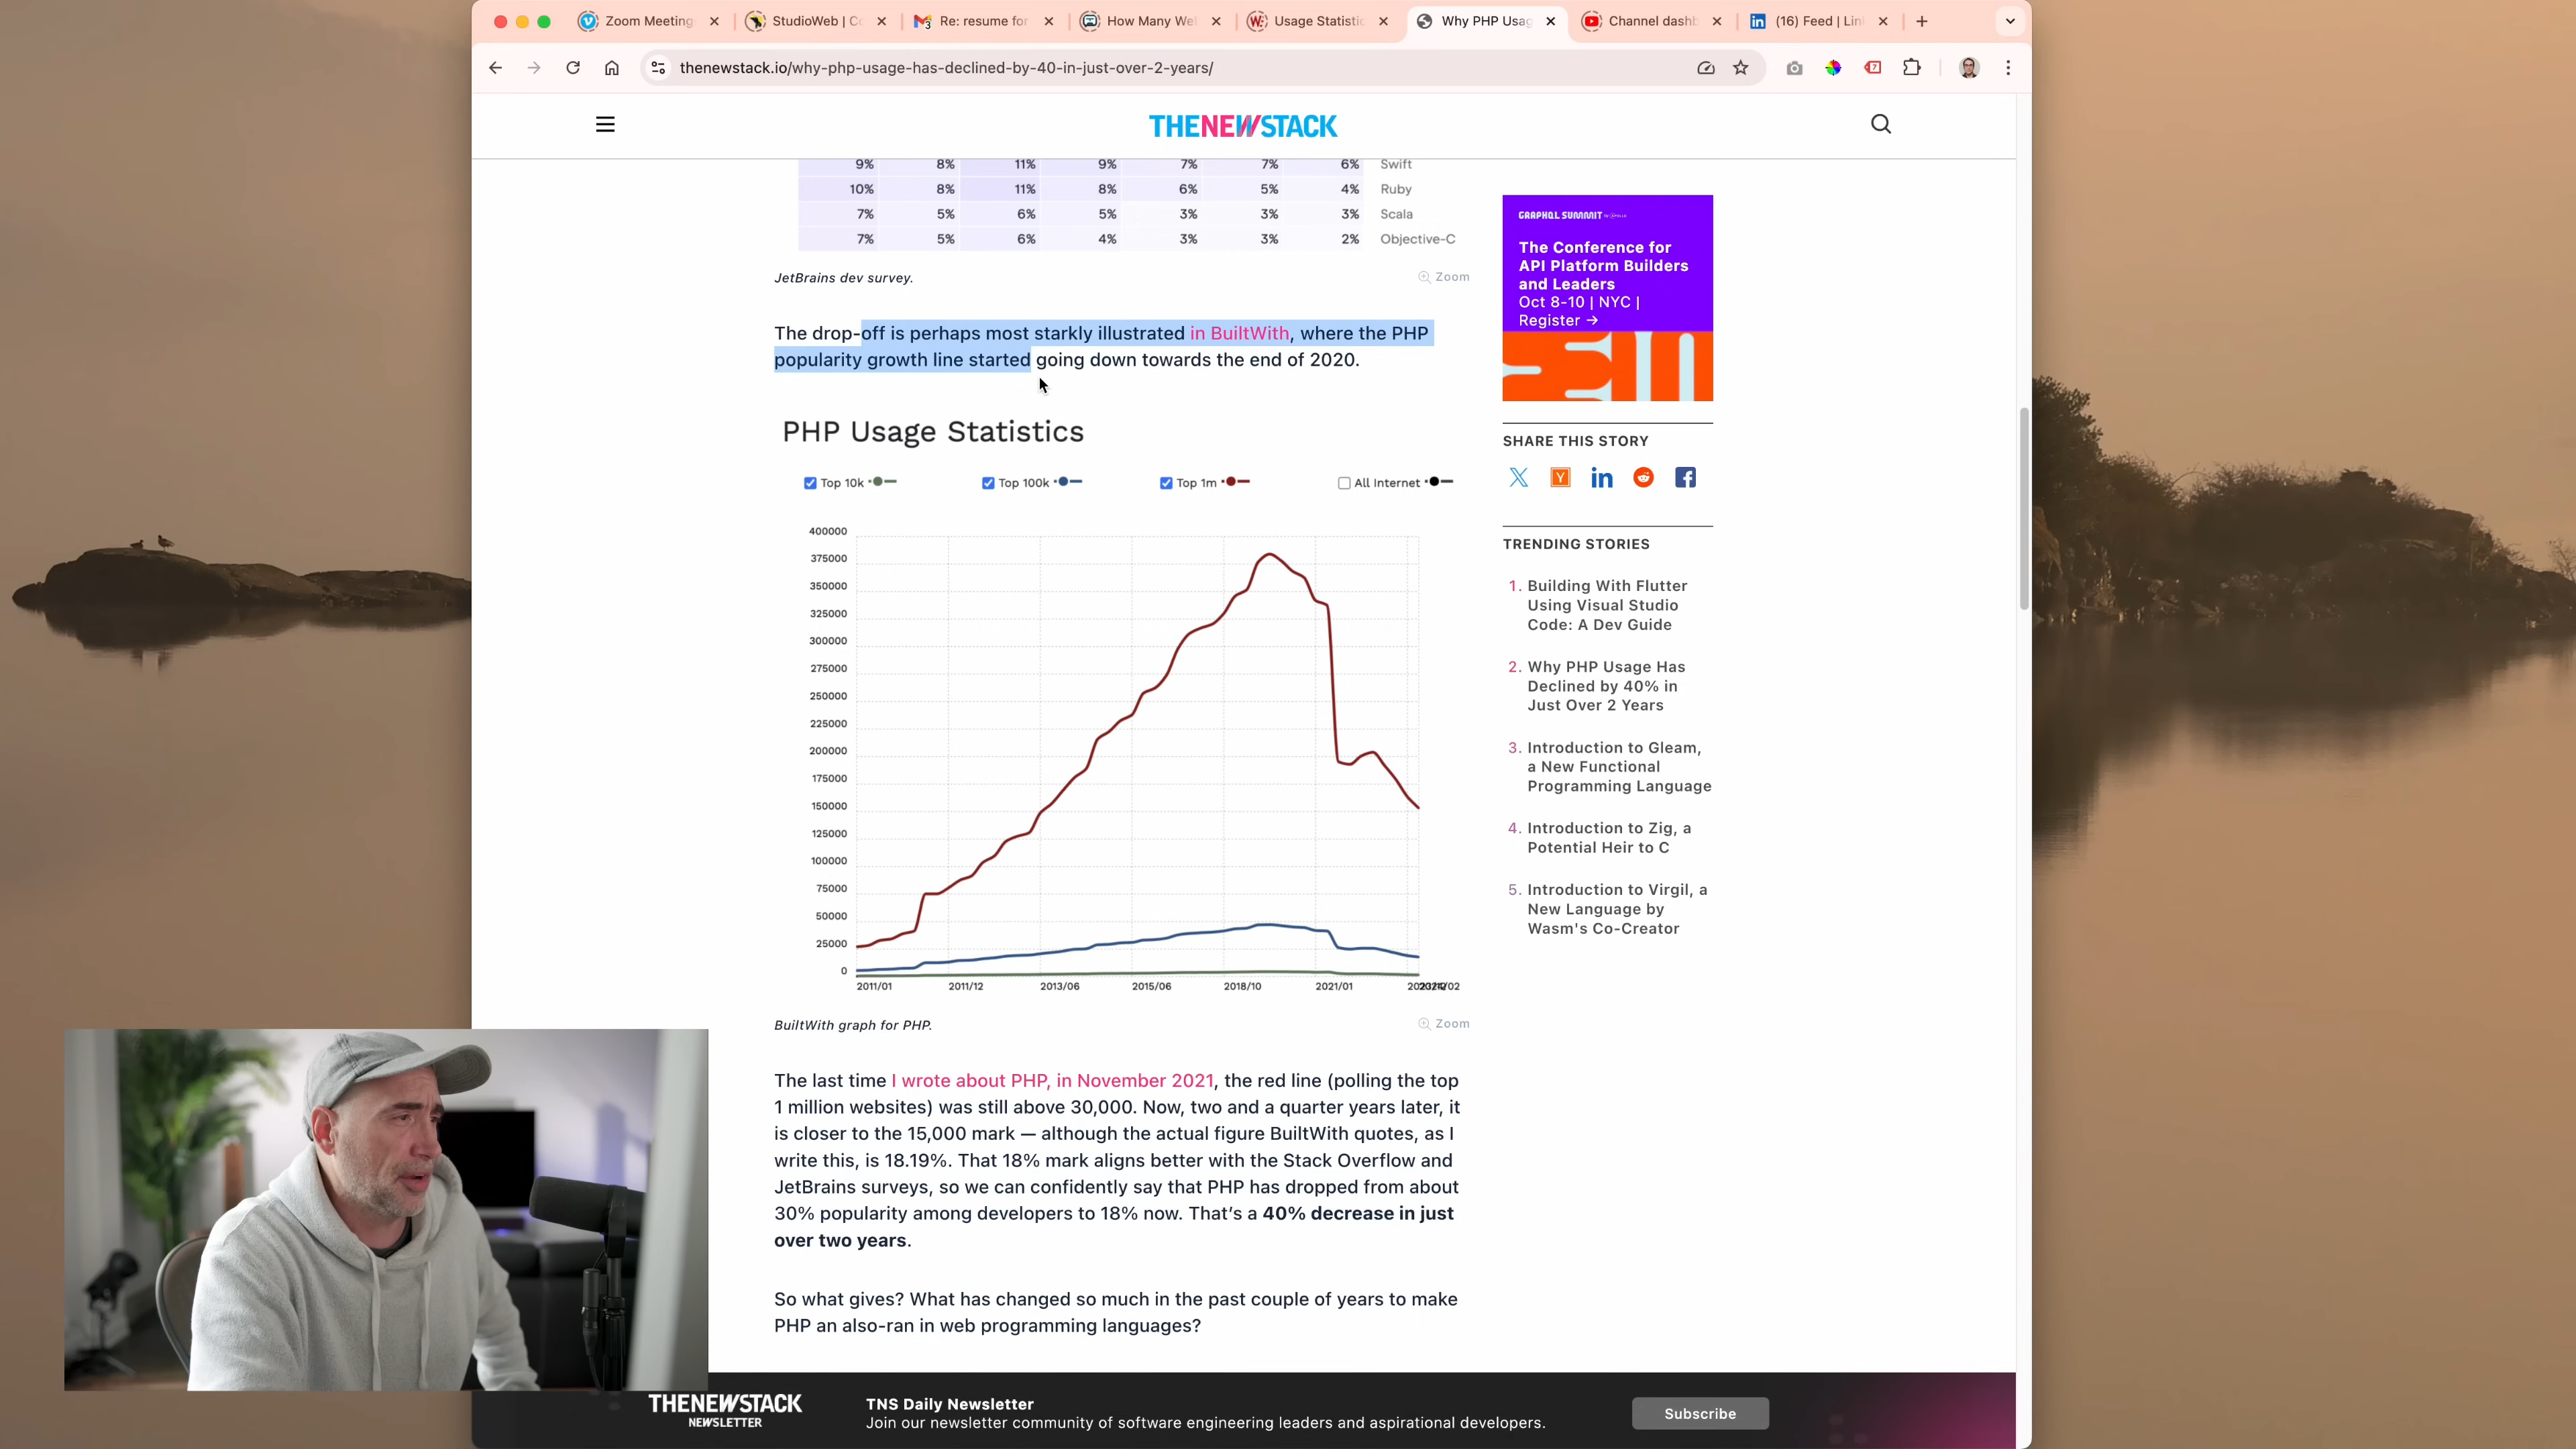 Zoom Meeting
StudioWeb | Co
Re: resume for
How Many We
Usage Statistic
Why PHP Usag
Channel dashb
(16) Feed | Lin
thenewstack.io/why-php-usage-has-declined-by-40-in-just-over-2-years/
THENEWSTACK
9% 8% 11% 9% 7% 7% 6% Swift
10% 8% 11% 8% 6% 5% 4% Ruby
7% 5% 6% 5% 3% 3% 3% Scala
7% 5% 6% 4% 3% 3% 2% Objective-C
JetBrains dev survey.
Zoom
The drop-off is perhaps most starkly illustrated in BuiltWith, where the PHP
popularity growth line started going down towards the end of 2020.
PHP Usage Statistics
Top 10k Top 100k Top 1m All Internet
400000
375000
350000
325000
300000
275000
250000
225000
200000
175000
150000
125000
100000
75000
50000
25000
0
2011/01 2011/12 2013/06 2015/06 2018/10 2021/01
BuiltWith graph for PHP.
Zoom
The last time I wrote about PHP, in November 2021, the red line (polling the top
1 million websites) was still above 30,000. Now, two and a quarter years later, it
is closer to the 15,000 mark — although the actual figure BuiltWith quotes, as I
write this, is 18.19%. That 18% mark aligns better with the Stack Overflow and
JetBrains surveys, so we can confidently say that PHP has dropped from about
30% popularity among developers to 18% now. That's a 40% decrease in just
over two years.
So what gives? What has changed so much in the past couple of years to make
PHP an also-ran in web programming languages?
GRAPHQL SUMMIT
The Conference for
API Platform Builders
and Leaders
Oct 8-10 | NYC |
Register →
SHARE THIS STORY
TRENDING STORIES
1. Building With Flutter
Using Visual Studio
Code: A Dev Guide
2. Why PHP Usage Has
Declined by 40% in
Just Over 2 Years
3. Introduction to Gleam,
a New Functional
Programming Language
4. Introduction to Zig, a
Potential Heir to C
5. Introduction to Virgil, a
New Language by
Wasm's Co-Creator
THENEWSTACK
NEWSLETTER
TNS Daily Newsletter
Join our newsletter community of software engineering leaders and aspirational developers.
Subscribe